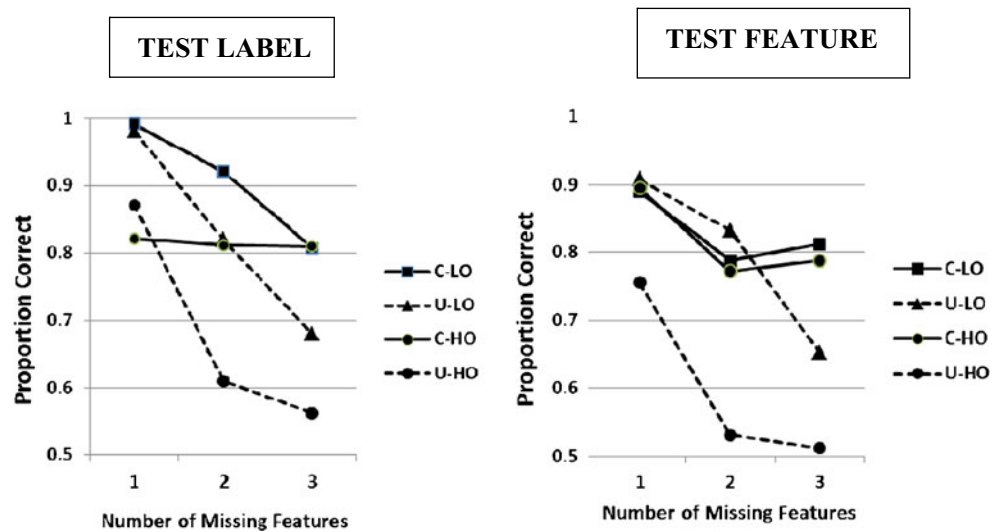 TEST LABEL
1
0.9
0.8
0.7
0.6
0.5
Proportion Correct
1 2 3
Number of Missing Features
C-LO
U-LO
C-HO
U-HO
TEST FEATURE
1
0.9
0.8
0.7
0.6
0.5
Proportion Correct
1 2 3
Number of Missing Features
C-LO
U-LO
C-HO
U-HO